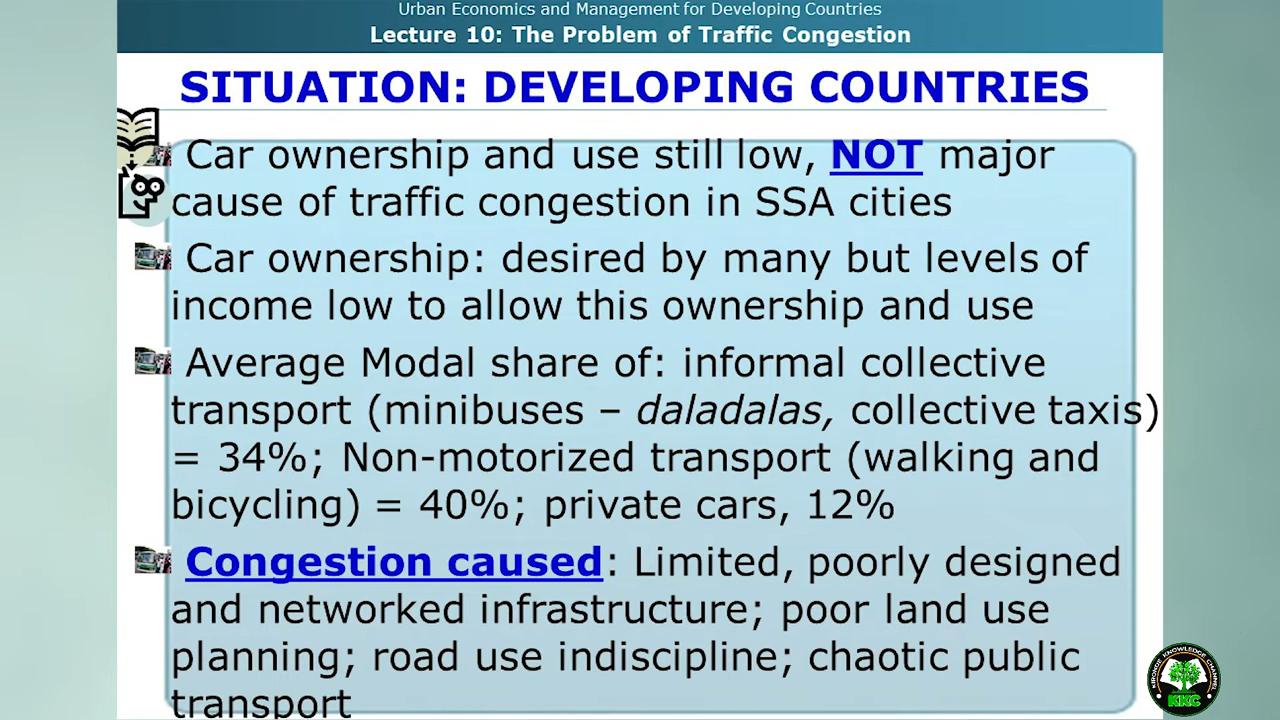 Urban Economics and Management for Developing Countries
Lecture 10: The Problem of Traffic Congestion
SITUATION: DEVELOPING COUNTRIES
Car ownership and use still low, NOT major
cause of traffic congestion in SSA cities
Car ownership: desired by many but levels of
income low to allow this ownership and use
Average Modal share of: informal collective
transport (minibuses – daladalas, collective taxis)
= 34%; Non-motorized transport (walking and
bicycling) = 40%; private cars, 12%
Congestion caused: Limited, poorly designed
and networked infrastructure; poor land use
planning; road use indiscipline; chaotic public
transport
KIRONDE KNOWLEDGE CHANNEL
KKC